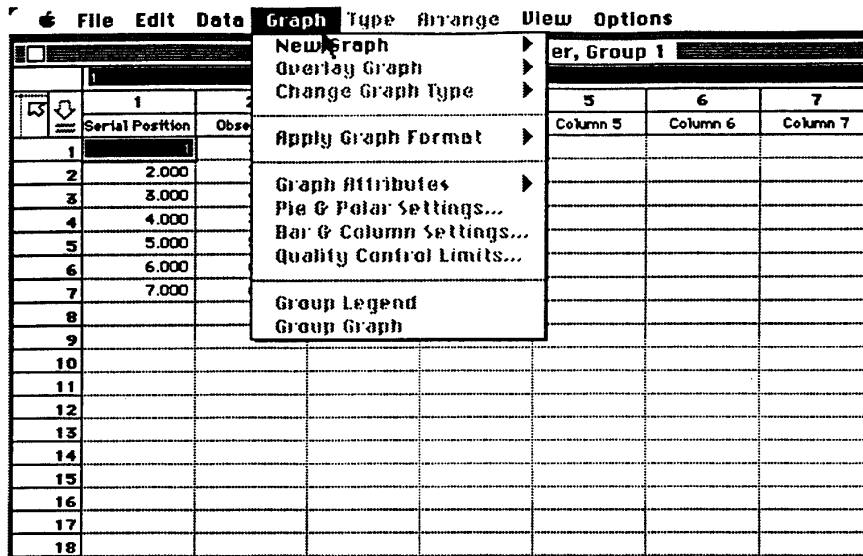 File Edit Data Graph Type Arrange View Options
New Graph er, Group 1
Overlay Graph
Change Graph Type
Apply Graph Format
Graph Attributes
Pie & Polar Settings...
Bar & Column Settings...
Quality Control Limits...
Group Legend
Group Graph
1
1 5 6 7
Serial Position Obse Column 5 Column 6 Column 7
1 1
2 2.000
3 3.000
4 4.000
5 5.000
6 6.000
7 7.000
8
9
10
11
12
13
14
15
16
17
18